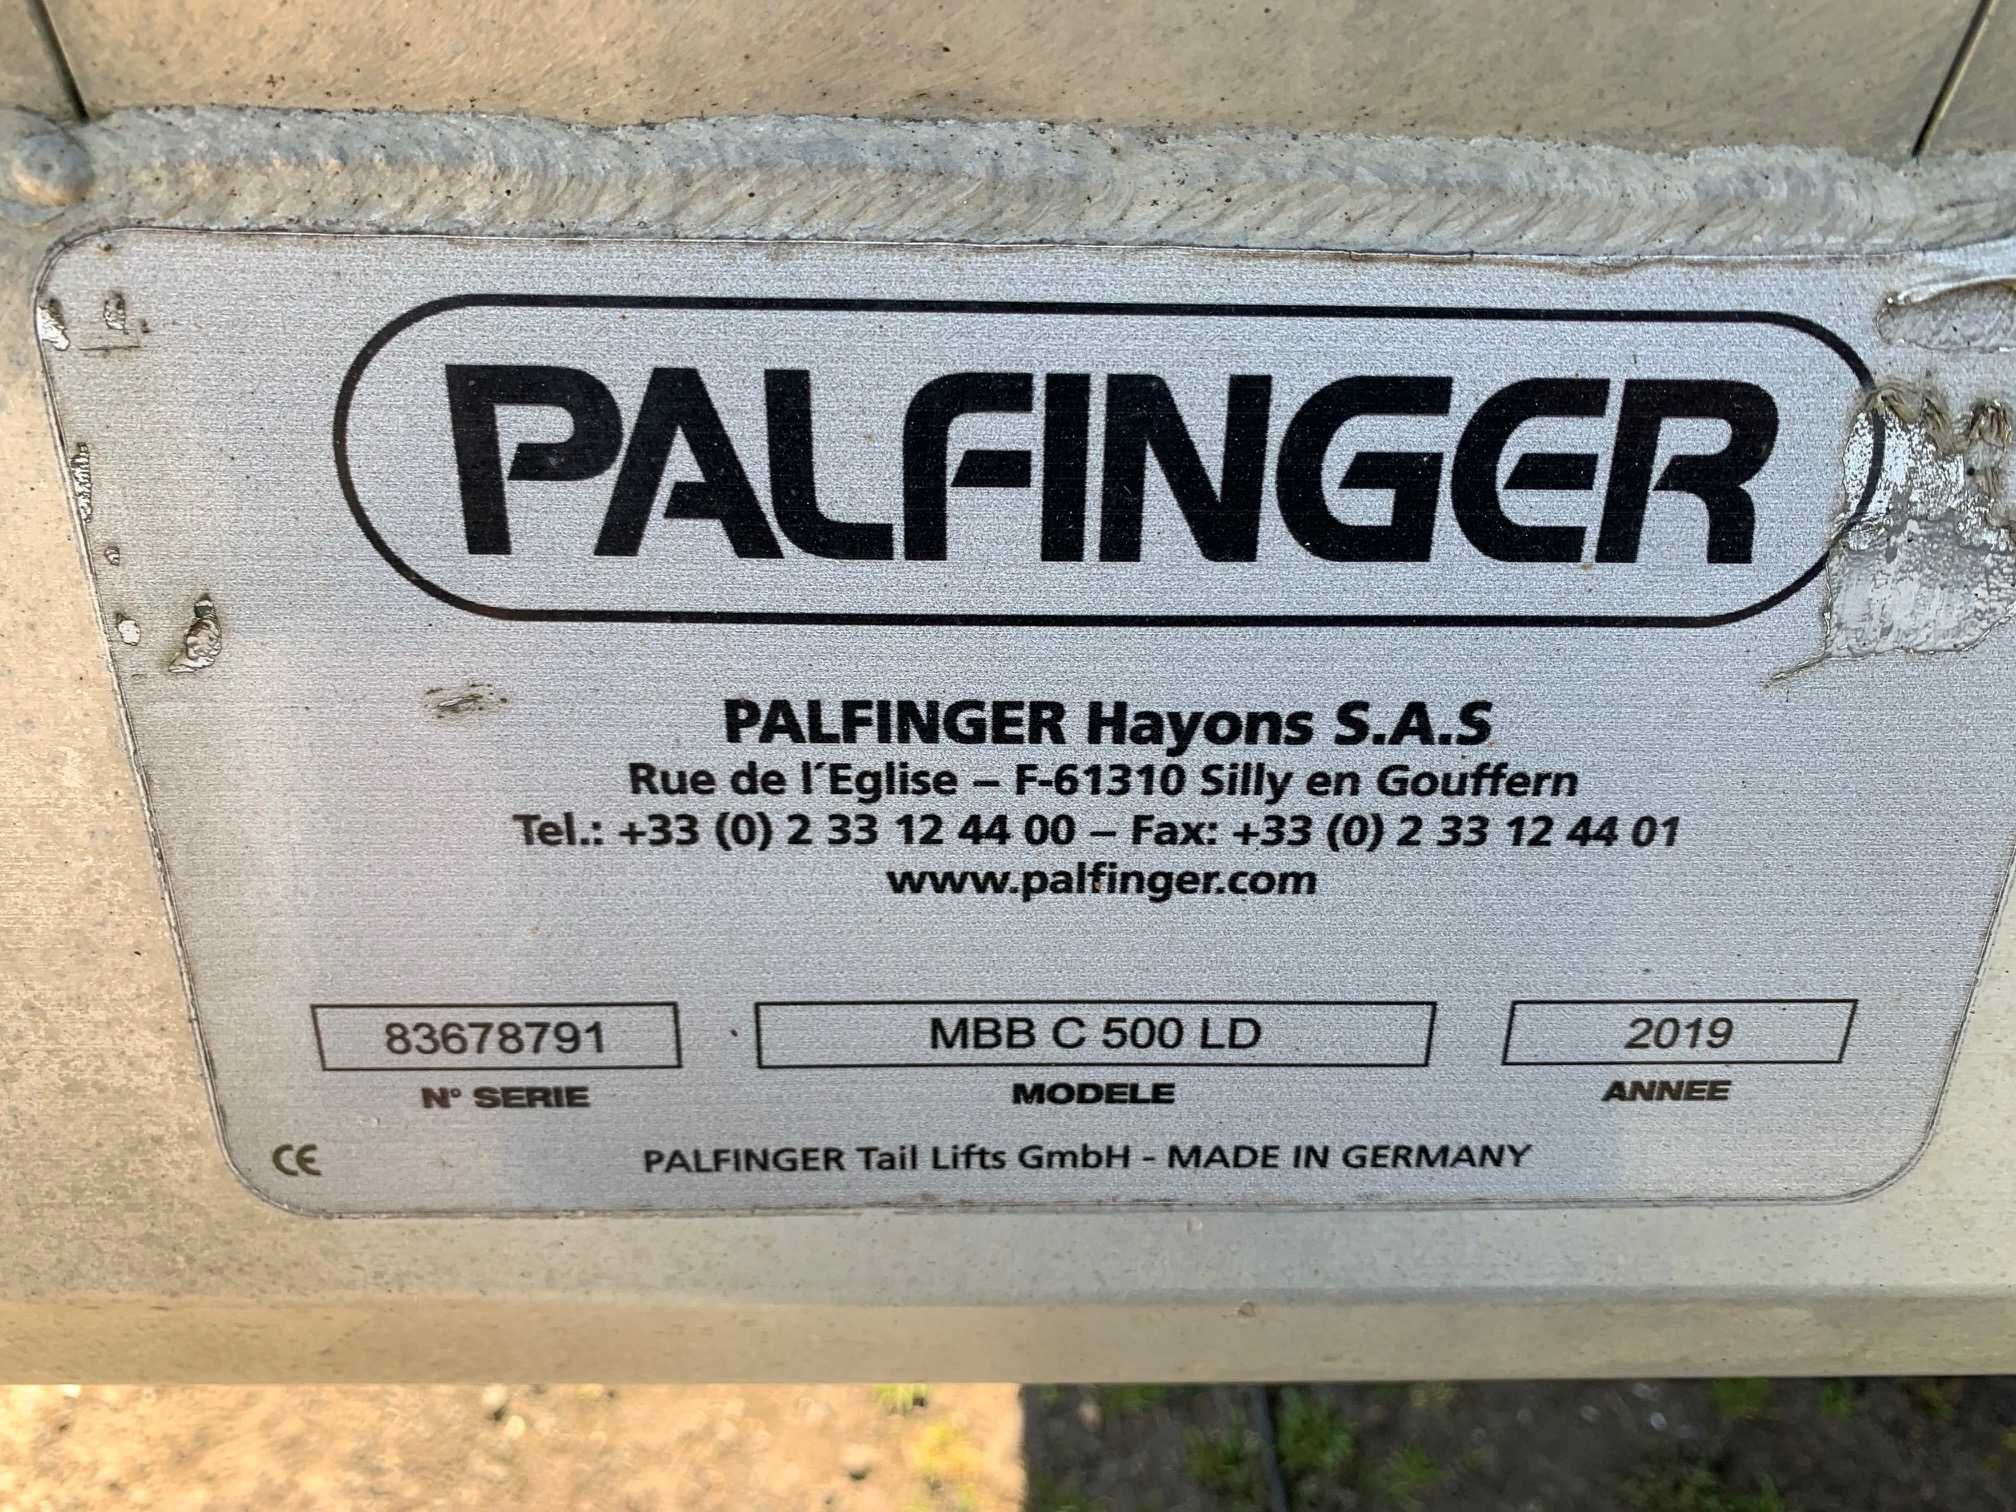 PALFINGER
PALFINGER Hayons S.A.S
Rue de l´Eglise – F-61310 Silly en Gouffern
Tel.: +33 (0) 2 33 12 44 00 – Fax: +33 (0) 2 33 12 44 01
www.palfinger.com
83678791 MBB C 500 LD 2019
N° SERIE MODELE ANNEE
CE PALFINGER Tail Lifts GmbH - MADE IN GERMANY